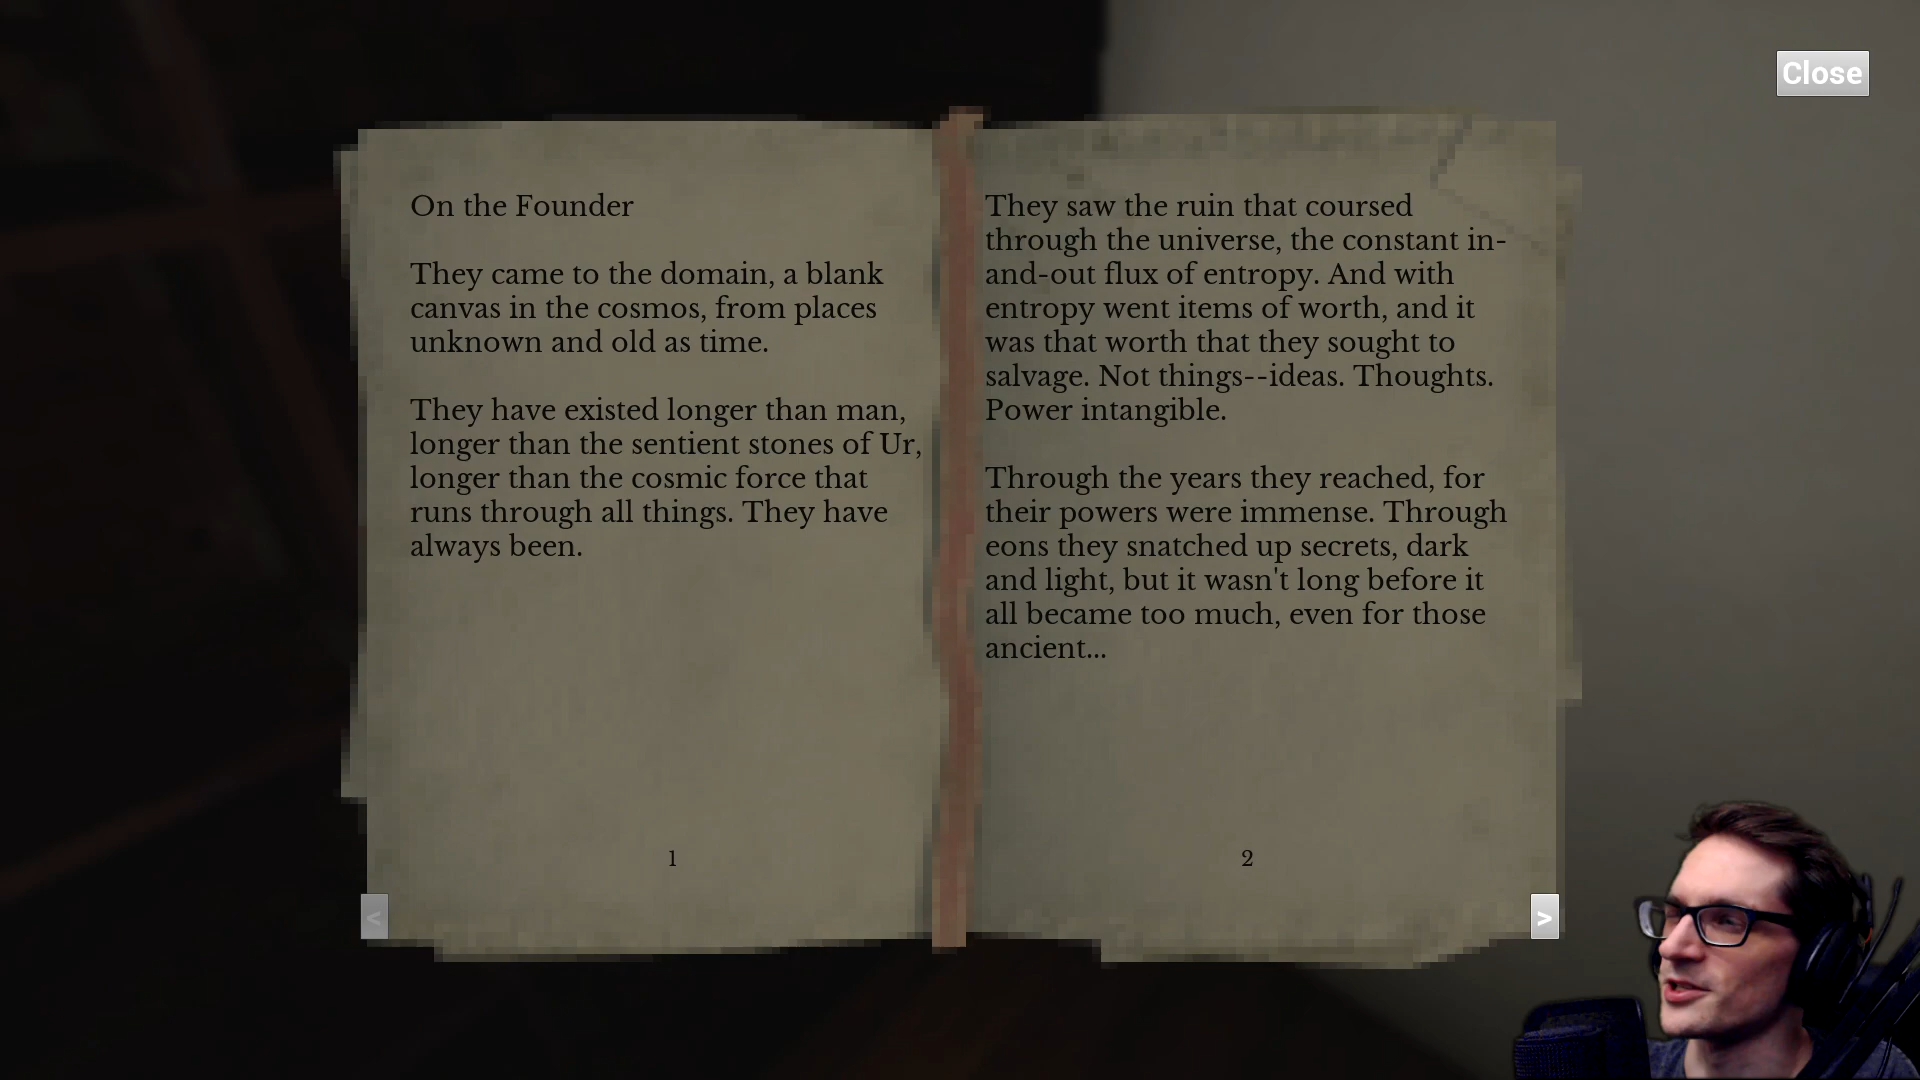 Close
On the Founder
They came to the domain, a blank
canvas in the cosmos, from places
unknown and old as time.
They have existed longer than man,
longer than the sentient stones of Ur,
longer than the cosmic force that
runs through all things. They have
always been.
1
They saw the ruin that coursed
through the universe, the constant in-
and-out flux of entropy. And with
entropy went items of worth, and it
was that worth that they sought to
salvage. Not things--ideas. Thoughts.
Power intangible.
Through the years they reached, for
their powers were immense. Through
eons they snatched up secrets, dark
and light, but it wasn't long before it
all became too much, even for those
ancient...
2
<
>